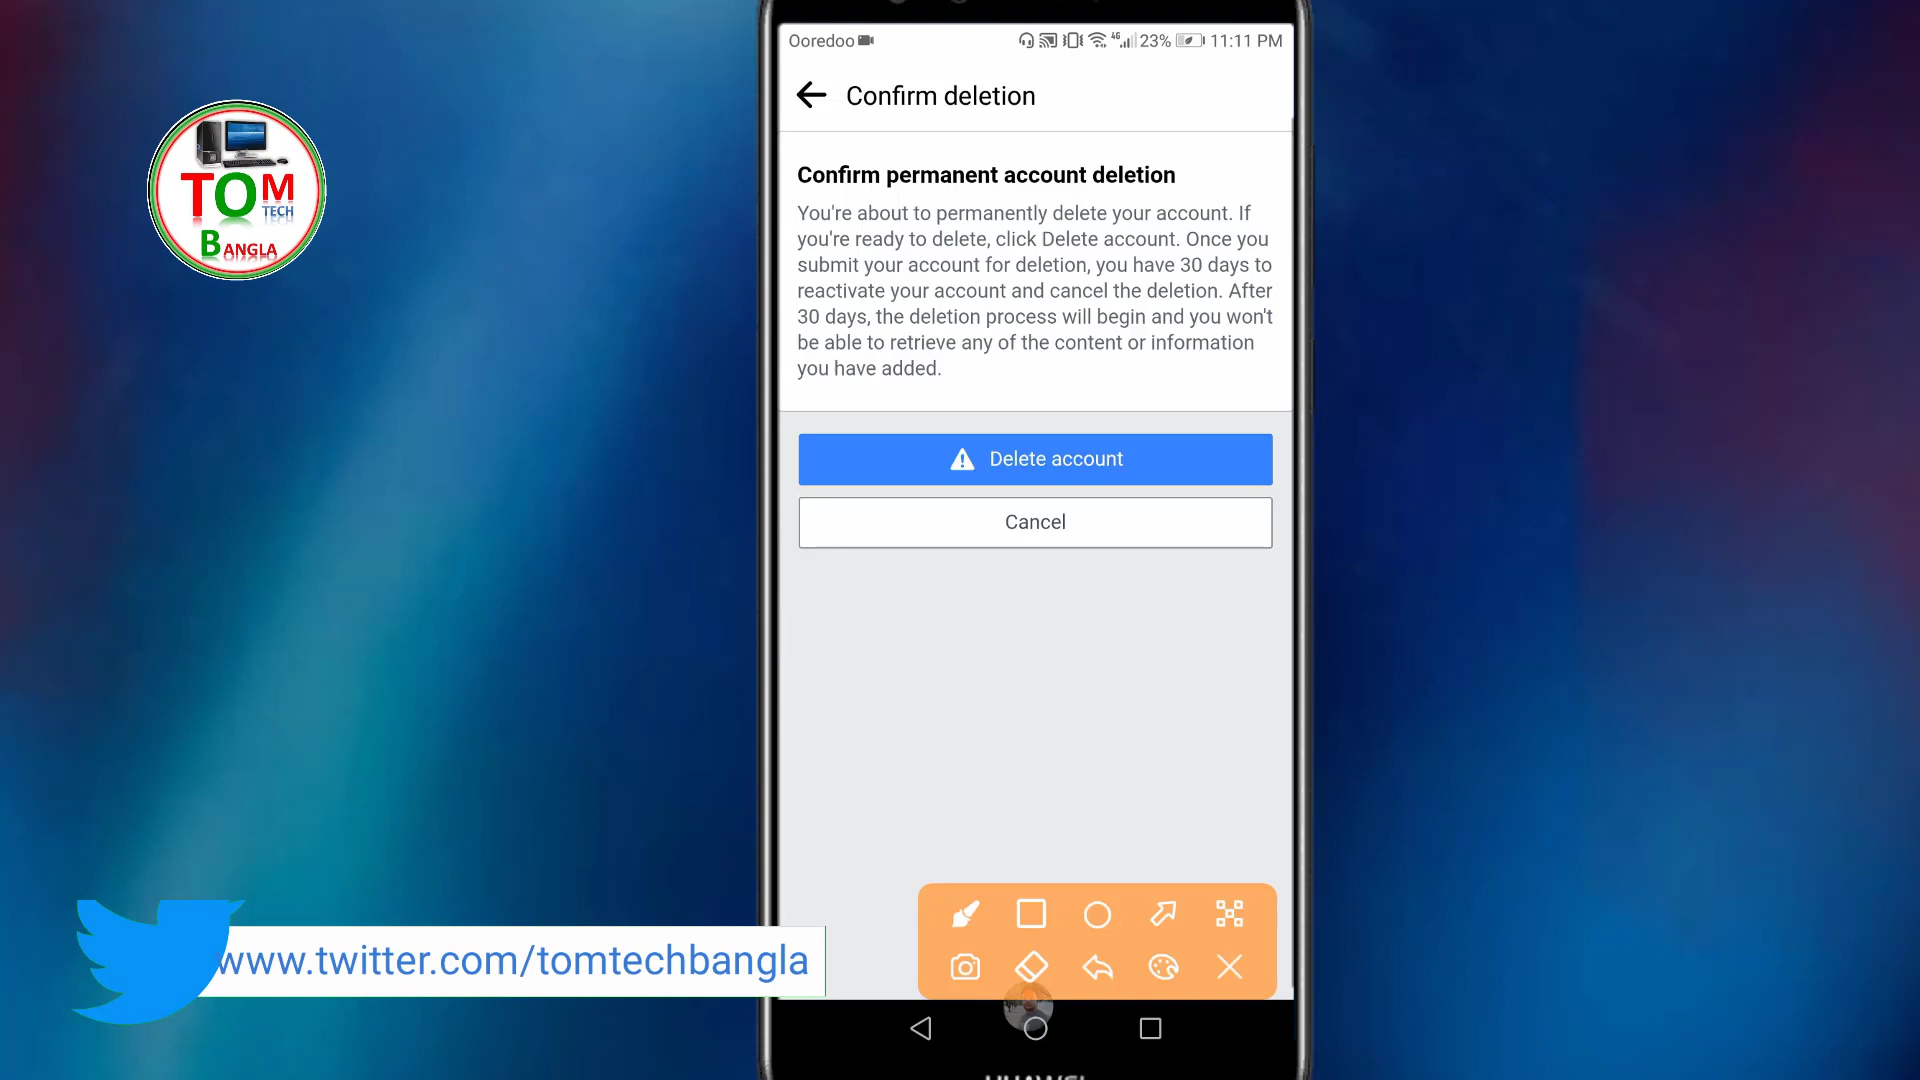 Ooredoo
4G
23%
11:11 PM
Confirm deletion
Confirm permanent account deletion
You're about to permanently delete your account. If
you're ready to delete, click Delete account. Once you
submit your account for deletion, you have 30 days to
reactivate your account and cancel the deletion. After
30 days, the deletion process will begin and you won't
be able to retrieve any of the content or information
you have added.
Delete account
Cancel
TOM
TECH
BANGLA
www.twitter.com/tomtechbangla
HUAWEI